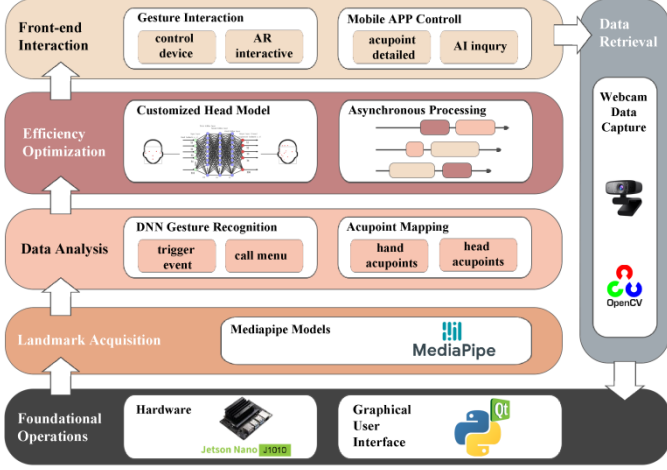 Front-end
Interaction
Gesture Interaction
control
device
AR
interactive
Mobile APP Controll
acupoint
detailed
AI inqury
Data
Retrieval
Webcam
Data
Capture
OpenCV
Efficiency
Optimization
Customized Head Model
Asynchronous Processing
Data Analysis
DNN Gesture Recognition
trigger
event
call menu
Acupoint Mapping
hand
acupoints
head
acupoints
Landmark Acquisition
Mediapipe Models
MediaPipe
Foundational
Operations
Hardware
Jetson Nano J1010
Graphical
User
Interface
Qt